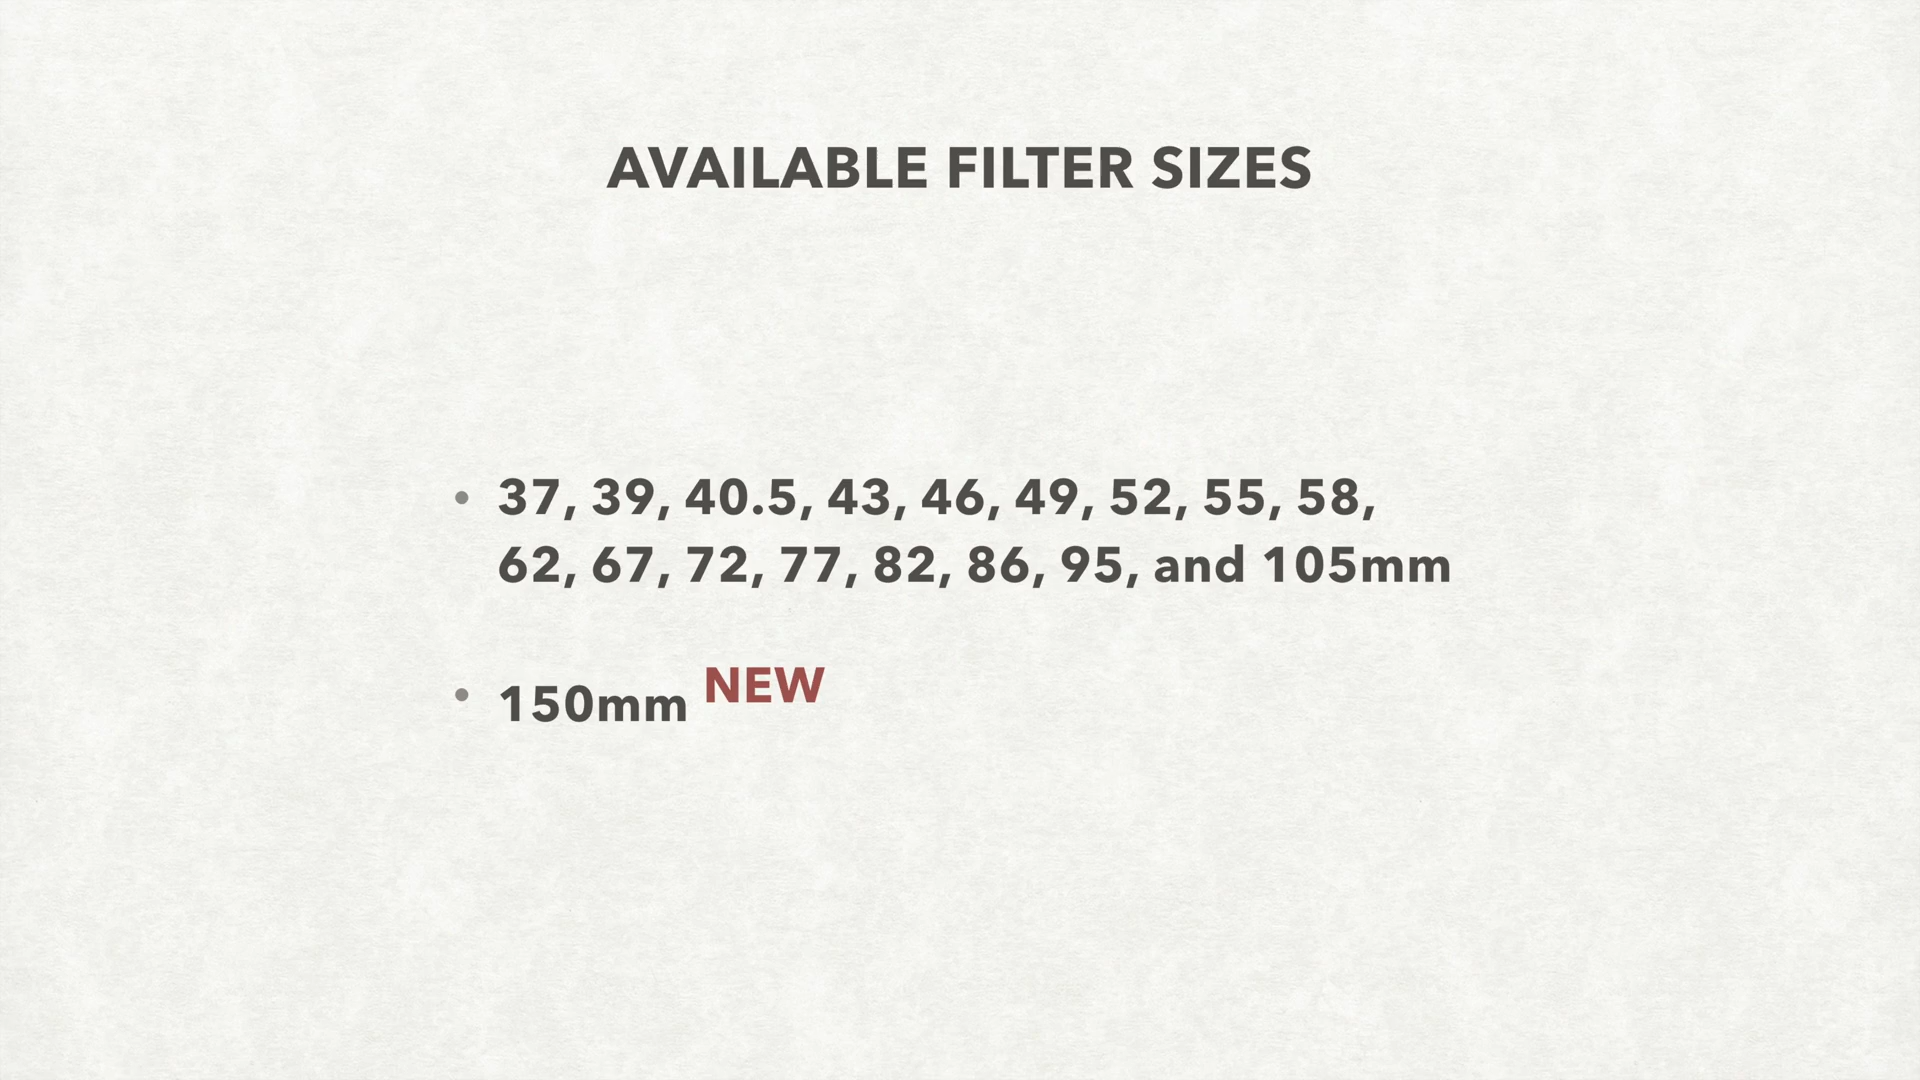 AVAILABLE FILTER SIZES
• 37, 39, 40.5, 43, 46, 49, 52, 55, 58,
62, 67, 72, 77, 82, 86, 95, and 105mm
• 150mm NEW